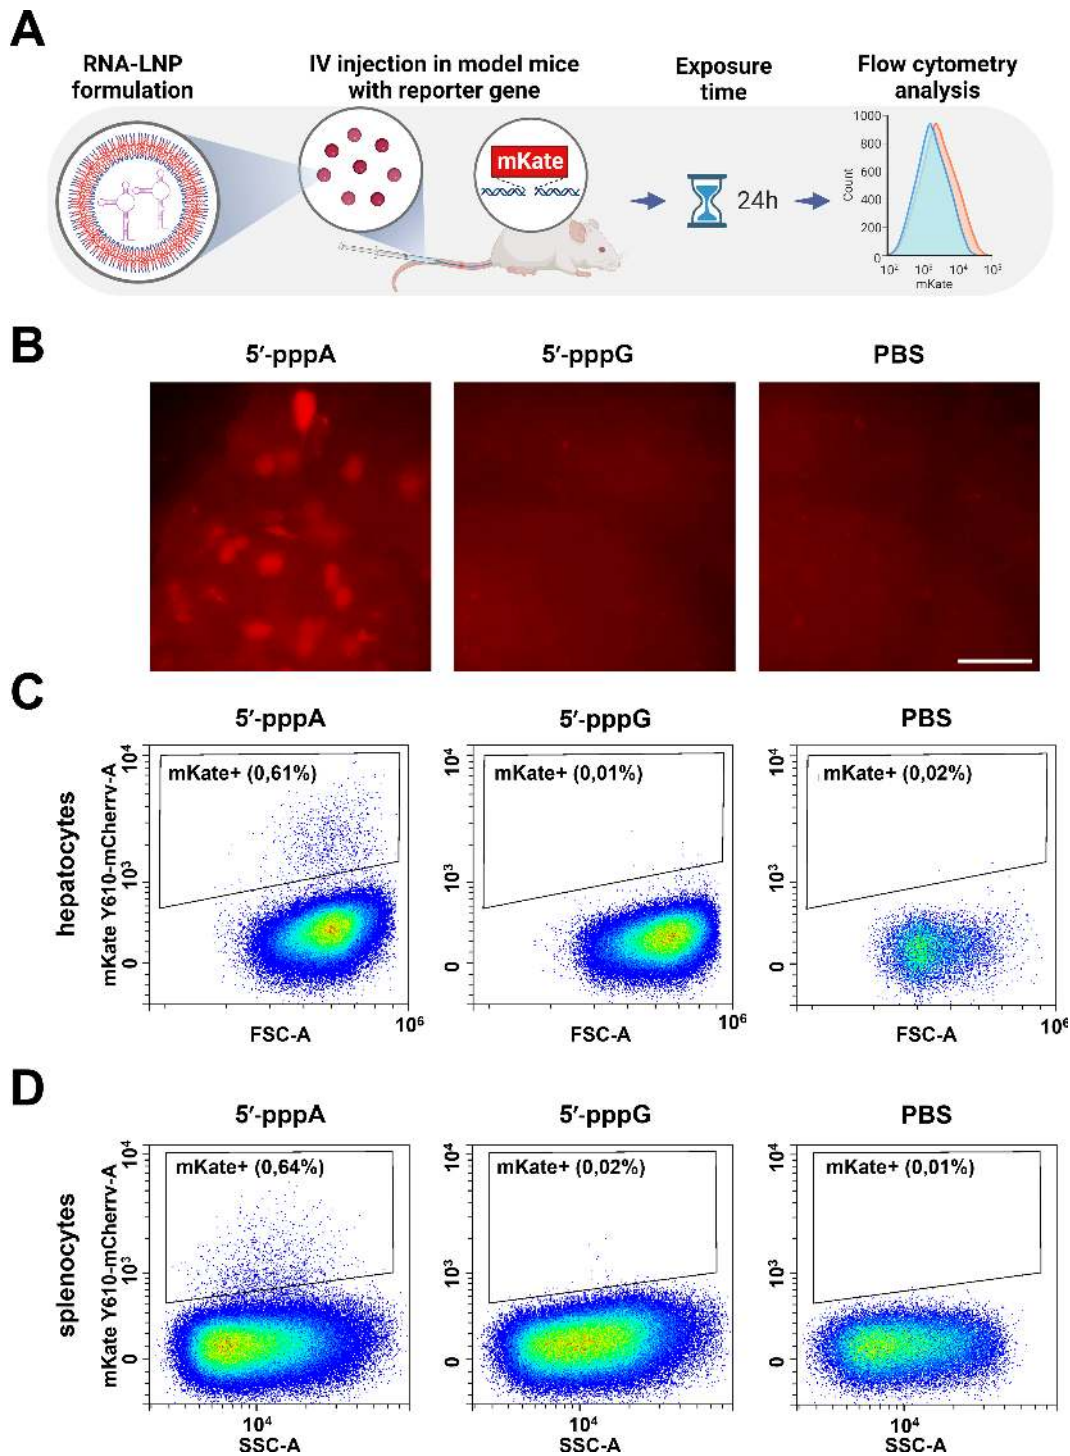 A
RNA-LNP
formulation
IV injection in model mice
with reporter gene
Exposure
time
Flow cytometry
analysis
mKate
24h
Count
1000
800
600
400
200
0
10² 10³ 10⁴ 10⁵
mKate
B
5′-pppA 5′-pppG PBS
C
5′-pppA 5′-pppG PBS
hepatocytes
mKate Y610-mCherry-A
10⁴
10³
0
mKate+ (0,61%)
10⁶
FSC-A
10⁴
10³
0
mKate+ (0,01%)
10⁶
FSC-A
10⁴
10³
0
mKate+ (0,02%)
10⁶
FSC-A
D
5′-pppA 5′-pppG PBS
splenocytes
mKate Y610-mCherry-A
10⁴
10³
0
mKate+ (0,64%)
10⁴
SSC-A
10⁴
10³
0
mKate+ (0,02%)
10⁴
SSC-A
10⁴
10³
0
mKate+ (0,01%)
10⁴
SSC-A